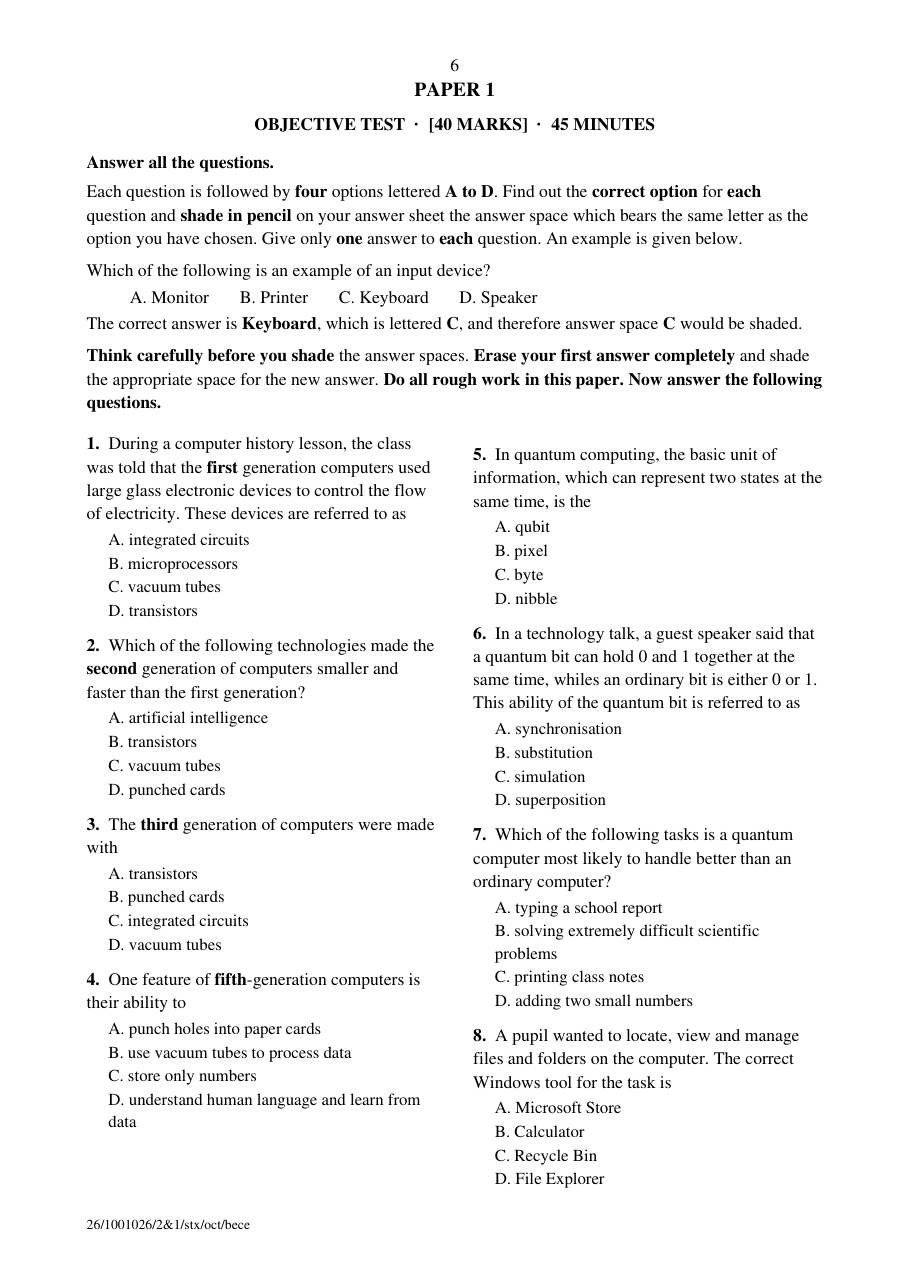 6
PAPER 1
OBJECTIVE TEST · [40 MARKS] · 45 MINUTES
Answer all the questions.
Each question is followed by four options lettered A to D. Find out the correct option for each
question and shade in pencil on your answer sheet the answer space which bears the same letter as the
option you have chosen. Give only one answer to each question. An example is given below.
Which of the following is an example of an input device?
A. Monitor B. Printer C. Keyboard D. Speaker
The correct answer is Keyboard, which is lettered C, and therefore answer space C would be shaded.
Think carefully before you shade the answer spaces. Erase your first answer completely and shade
the appropriate space for the new answer. Do all rough work in this paper. Now answer the following
questions.
1. During a computer history lesson, the class
was told that the first generation computers used
large glass electronic devices to control the flow
of electricity. These devices are referred to as
A. integrated circuits
B. microprocessors
C. vacuum tubes
D. transistors
2. Which of the following technologies made the
second generation of computers smaller and
faster than the first generation?
A. artificial intelligence
B. transistors
C. vacuum tubes
D. punched cards
3. The third generation of computers were made
with
A. transistors
B. punched cards
C. integrated circuits
D. vacuum tubes
4. One feature of fifth-generation computers is
their ability to
A. punch holes into paper cards
B. use vacuum tubes to process data
C. store only numbers
D. understand human language and learn from
data
5. In quantum computing, the basic unit of
information, which can represent two states at the
same time, is the
A. qubit
B. pixel
C. byte
D. nibble
6. In a technology talk, a guest speaker said that
a quantum bit can hold 0 and 1 together at the
same time, whiles an ordinary bit is either 0 or 1.
This ability of the quantum bit is referred to as
A. synchronisation
B. substitution
C. simulation
D. superposition
7. Which of the following tasks is a quantum
computer most likely to handle better than an
ordinary computer?
A. typing a school report
B. solving extremely difficult scientific
problems
C. printing class notes
D. adding two small numbers
8. A pupil wanted to locate, view and manage
files and folders on the computer. The correct
Windows tool for the task is
A. Microsoft Store
B. Calculator
C. Recycle Bin
D. File Explorer
26/1001026/2&1/stx/oct/bece